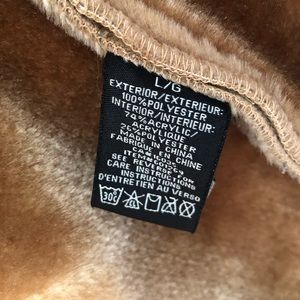 L/G
EXTERIOR/EXTERIEUR:
100%POLYESTER
INTERIOR/INTERIEUR:
74%ACRYLIC/
ACRYLIQUE
26%POLYESTER
MADE IN CHINA
FABRIQUE EN CHINE
SEE REVERSE FOR
CARE INSTRUCTIONS
INSTRUCTIONS
D'ENTRETIEN AU VERSO
30°C